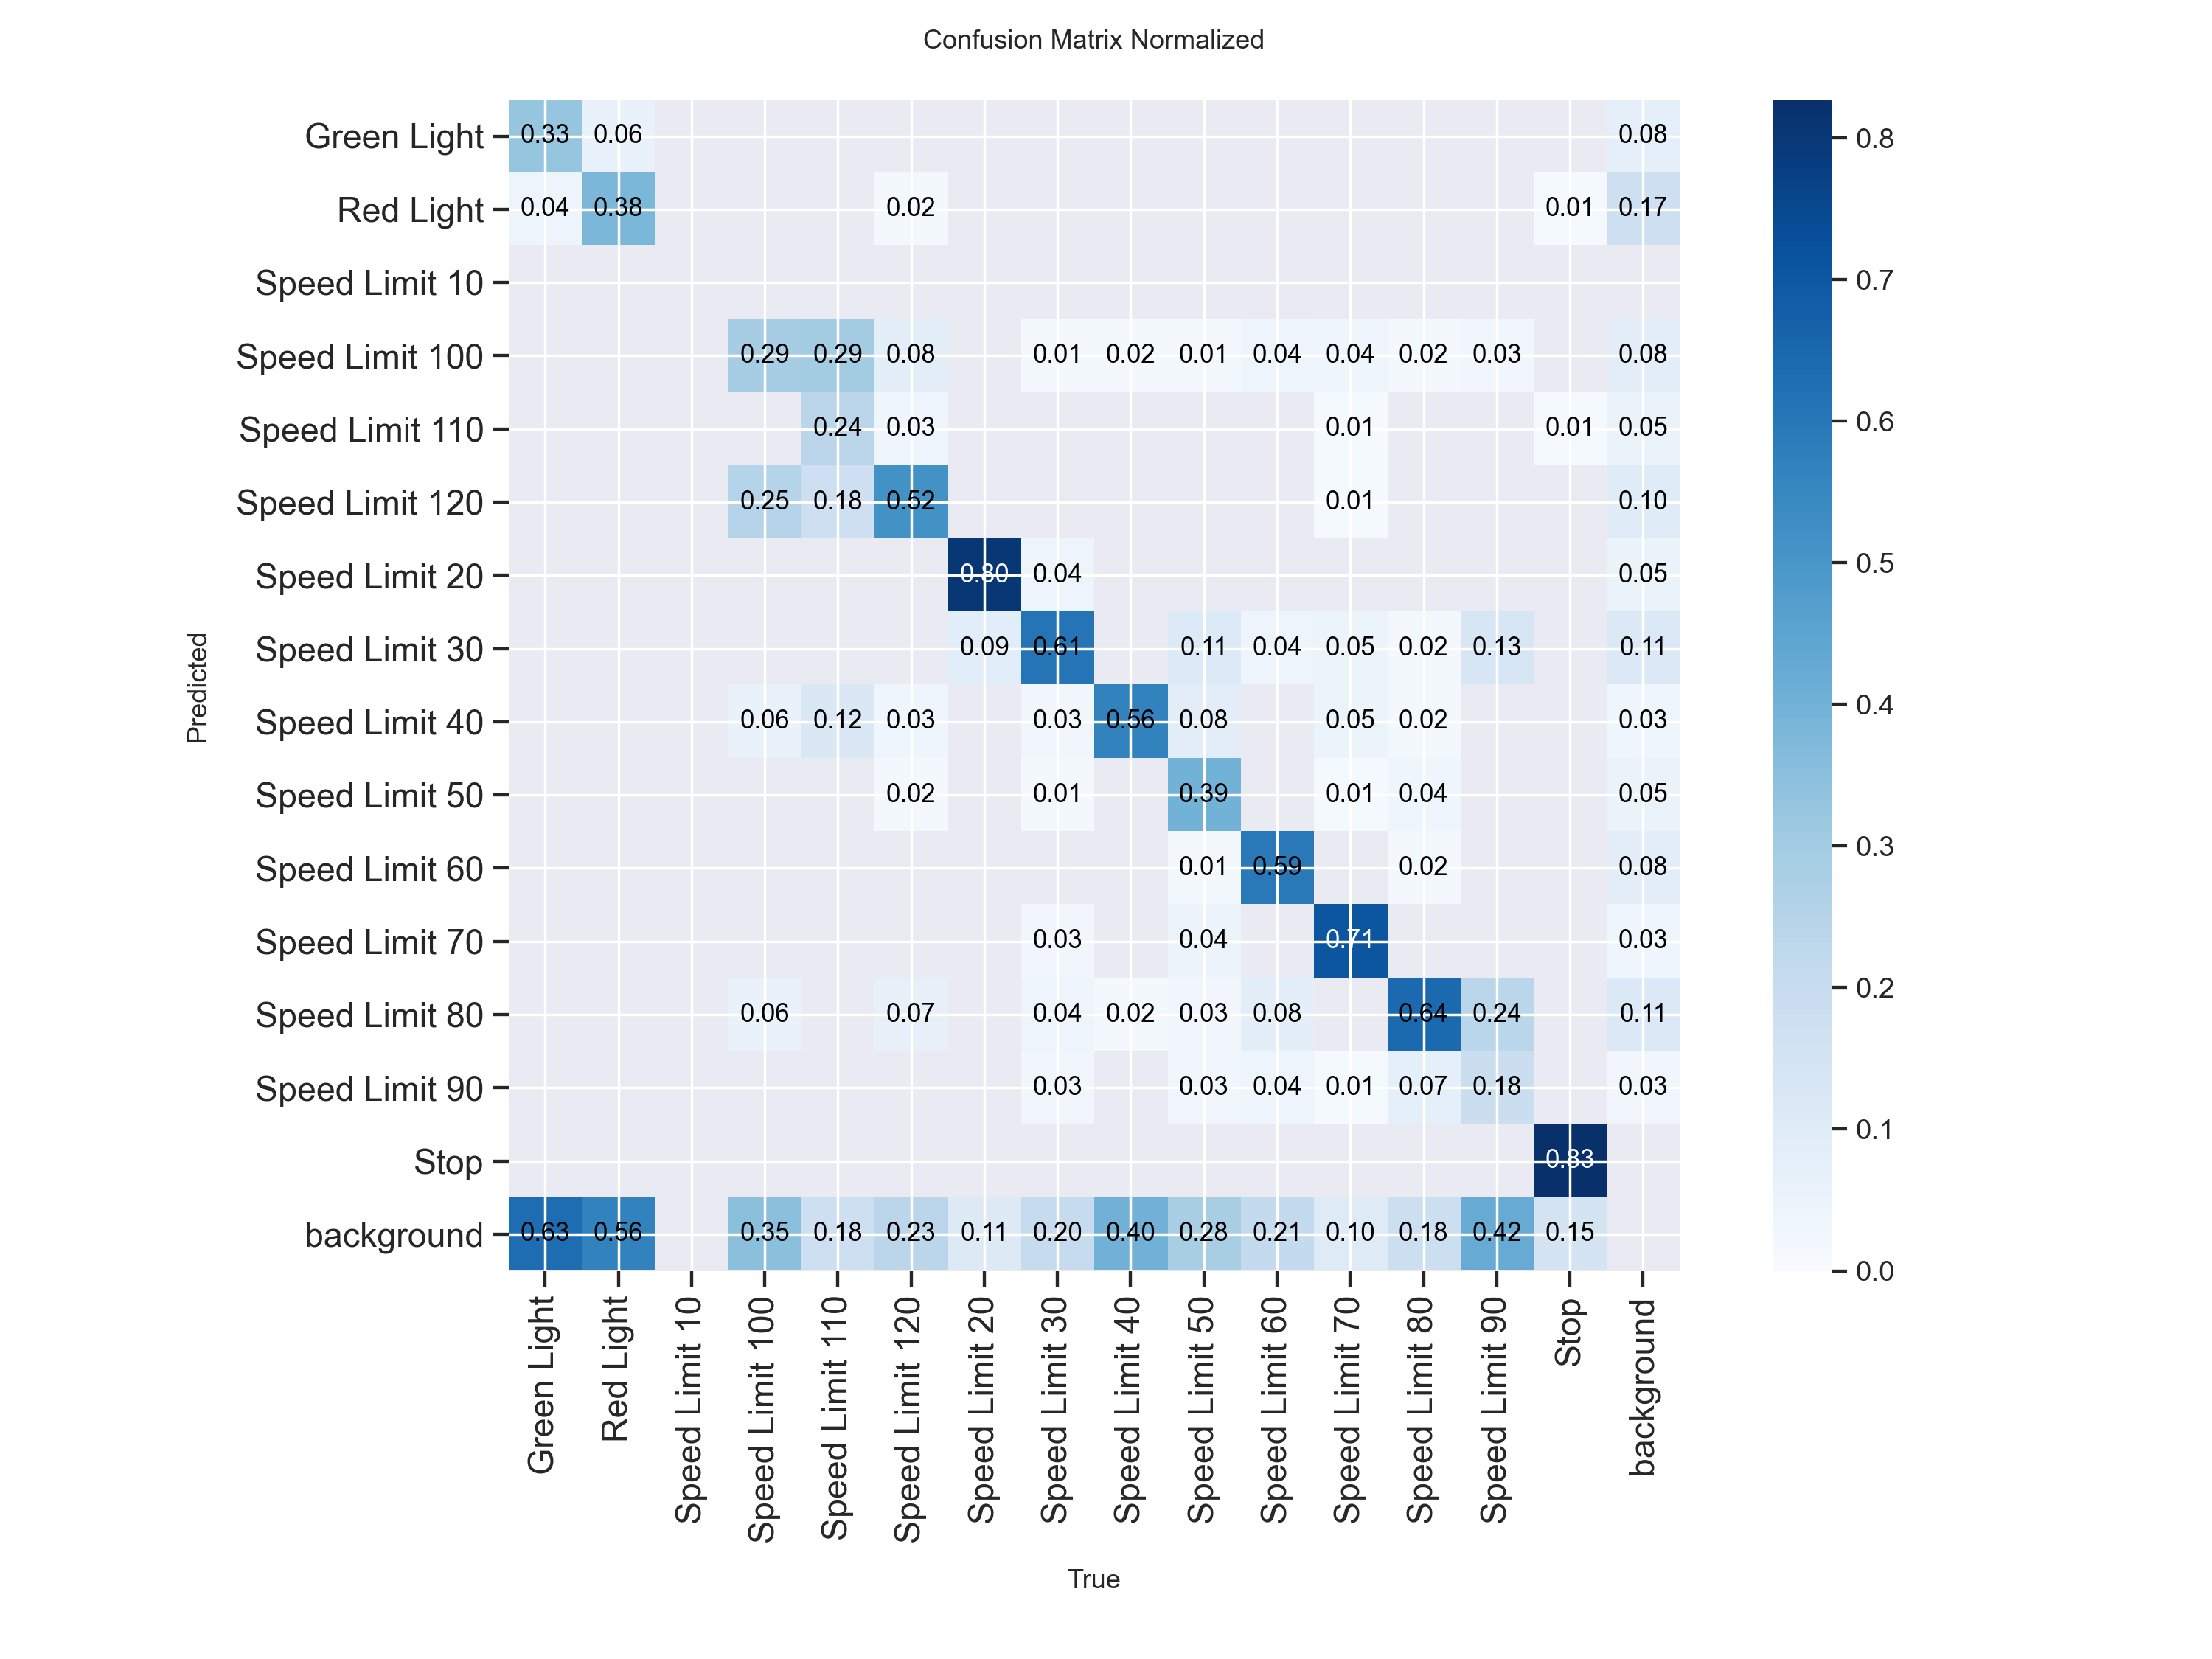 Confusion Matrix Normalized
Green Light 0.33 0.06 0.08
Red Light 0.04 0.38 0.02 0.01 0.17
Speed Limit 10
Speed Limit 100 0.29 0.29 0.08 0.01 0.02 0.01 0.04 0.04 0.02 0.03 0.08
Speed Limit 110 0.24 0.03 0.01 0.01 0.05
Speed Limit 120 0.25 0.18 0.52 0.01 0.10
Speed Limit 20 0.80 0.04 0.05
Speed Limit 30 0.09 0.61 0.11 0.04 0.05 0.02 0.13 0.11
Speed Limit 40 0.06 0.12 0.03 0.03 0.56 0.08 0.05 0.02 0.03
Speed Limit 50 0.02 0.01 0.39 0.01 0.04 0.05
Speed Limit 60 0.01 0.59 0.02 0.08
Speed Limit 70 0.03 0.04 0.71 0.03
Speed Limit 80 0.06 0.07 0.04 0.02 0.03 0.08 0.64 0.24 0.11
Speed Limit 90 0.03 0.03 0.04 0.01 0.07 0.18 0.03
Stop 0.83
background 0.63 0.56 0.35 0.18 0.23 0.11 0.20 0.40 0.28 0.21 0.10 0.18 0.42 0.15
Predicted
Green Light
Red Light
Speed Limit 10
Speed Limit 100
Speed Limit 110
Speed Limit 120
Speed Limit 20
Speed Limit 30
Speed Limit 40
Speed Limit 50
Speed Limit 60
Speed Limit 70
Speed Limit 80
Speed Limit 90
Stop
background
True
0.8
0.7
0.6
0.5
0.4
0.3
0.2
0.1
0.0